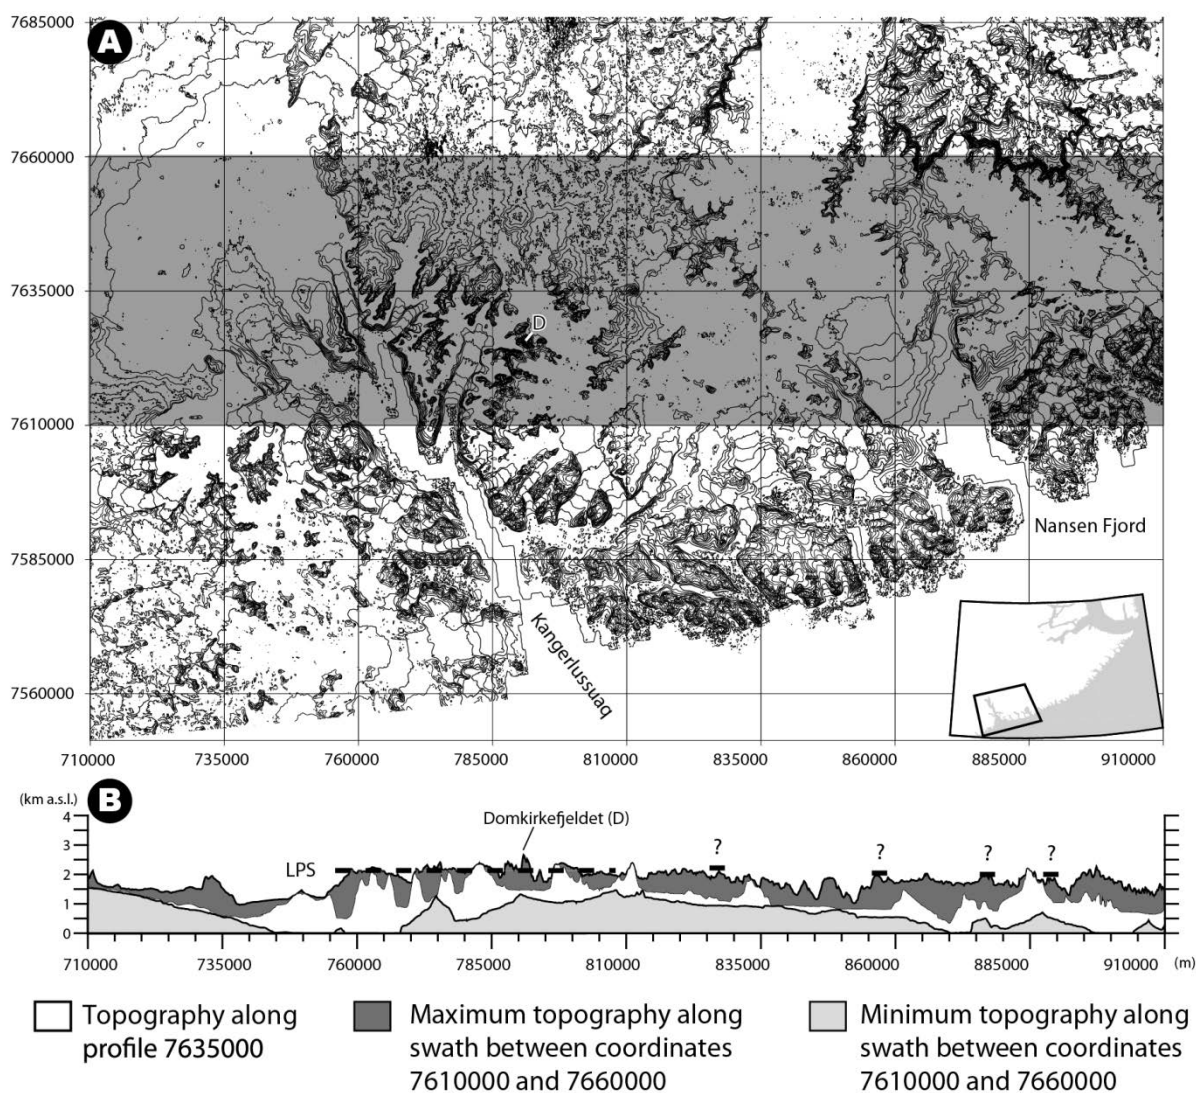 A
7685000
7660000
7635000
7610000
7585000
7560000
D
Nansen Fjord
Kangerlussuaq
710000 735000 760000 785000 810000 835000 860000 885000 910000
B
(km a.s.l.)
4
3
2
1
0
LPS
Domkirkefjeldet (D)
? ? ? ?
710000 735000 760000 785000 810000 835000 860000 885000 910000 (m)
Topography along
profile 7635000
Maximum topography along
swath between coordinates
7610000 and 7660000
Minimum topography along
swath between coordinates
7610000 and 7660000